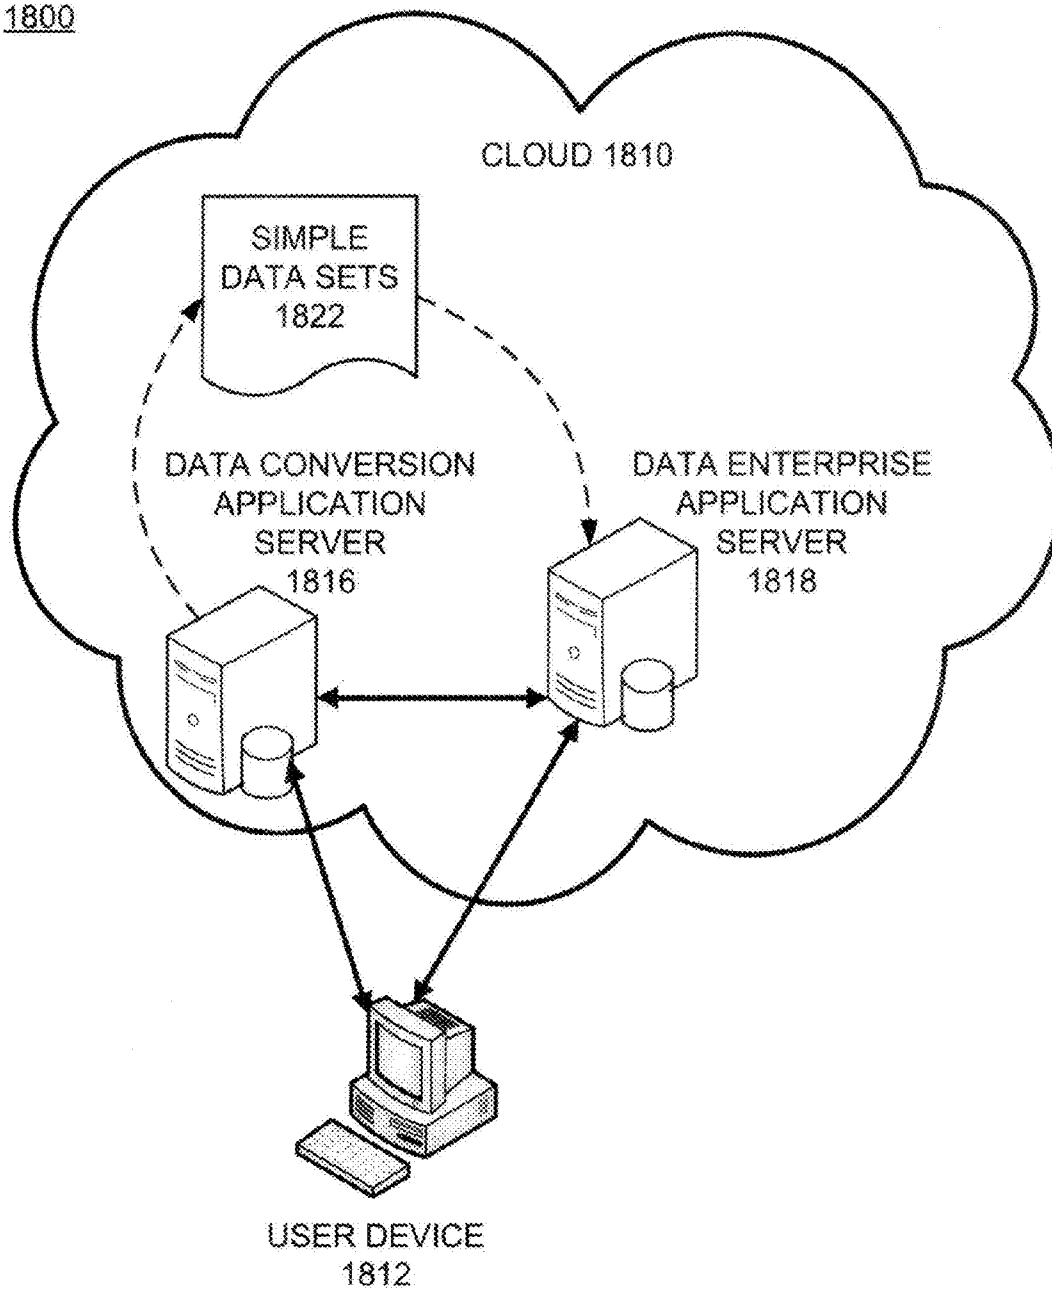 1800
CLOUD 1810
SIMPLE
DATA SETS
1822
DATA CONVERSION
APPLICATION
SERVER
1816
DATA ENTERPRISE
APPLICATION
SERVER
1818
USER DEVICE
1812